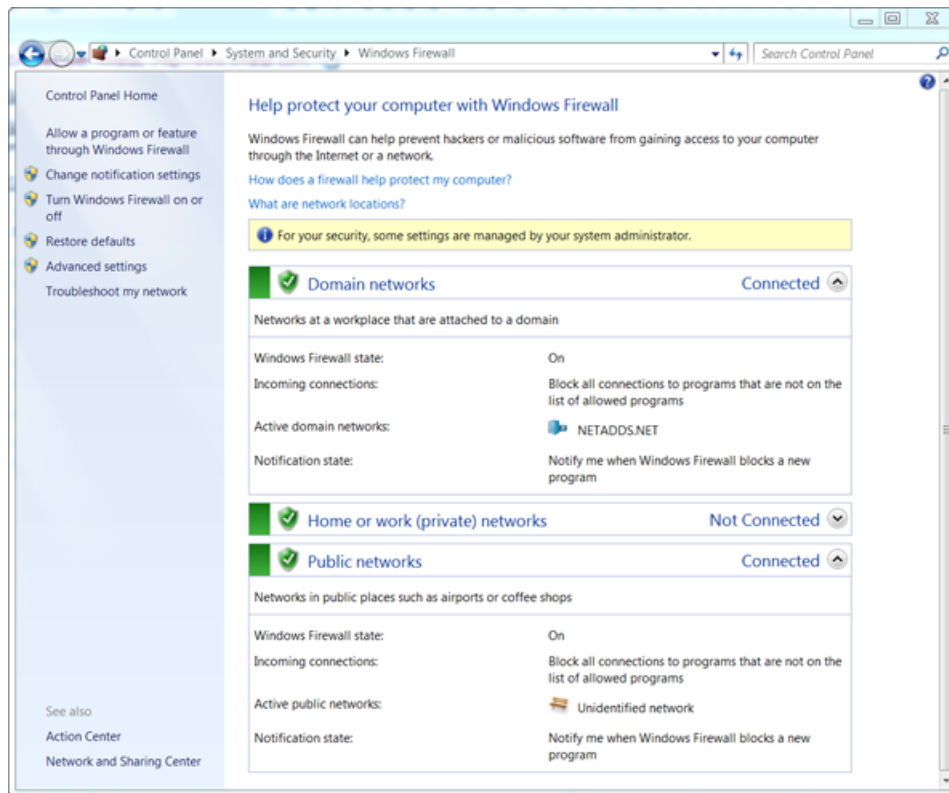 Control Panel ▸ System and Security ▸ Windows Firewall
Search Control Panel
Control Panel Home
Allow a program or feature
through Windows Firewall
Change notification settings
Turn Windows Firewall on or
off
Restore defaults
Advanced settings
Troubleshoot my network
See also
Action Center
Network and Sharing Center
Help protect your computer with Windows Firewall
Windows Firewall can help prevent hackers or malicious software from gaining access to your computer
through the Internet or a network.
How does a firewall help protect my computer?
What are network locations?
For your security, some settings are managed by your system administrator.
Domain networks Connected
Networks at a workplace that are attached to a domain
Windows Firewall state: On
Incoming connections: Block all connections to programs that are not on the
list of allowed programs
Active domain networks: NETADDS.NET
Notification state: Notify me when Windows Firewall blocks a new
program
Home or work (private) networks Not Connected
Public networks Connected
Networks in public places such as airports or coffee shops
Windows Firewall state: On
Incoming connections: Block all connections to programs that are not on the
list of allowed programs
Active public networks: Unidentified network
Notification state: Notify me when Windows Firewall blocks a new
program